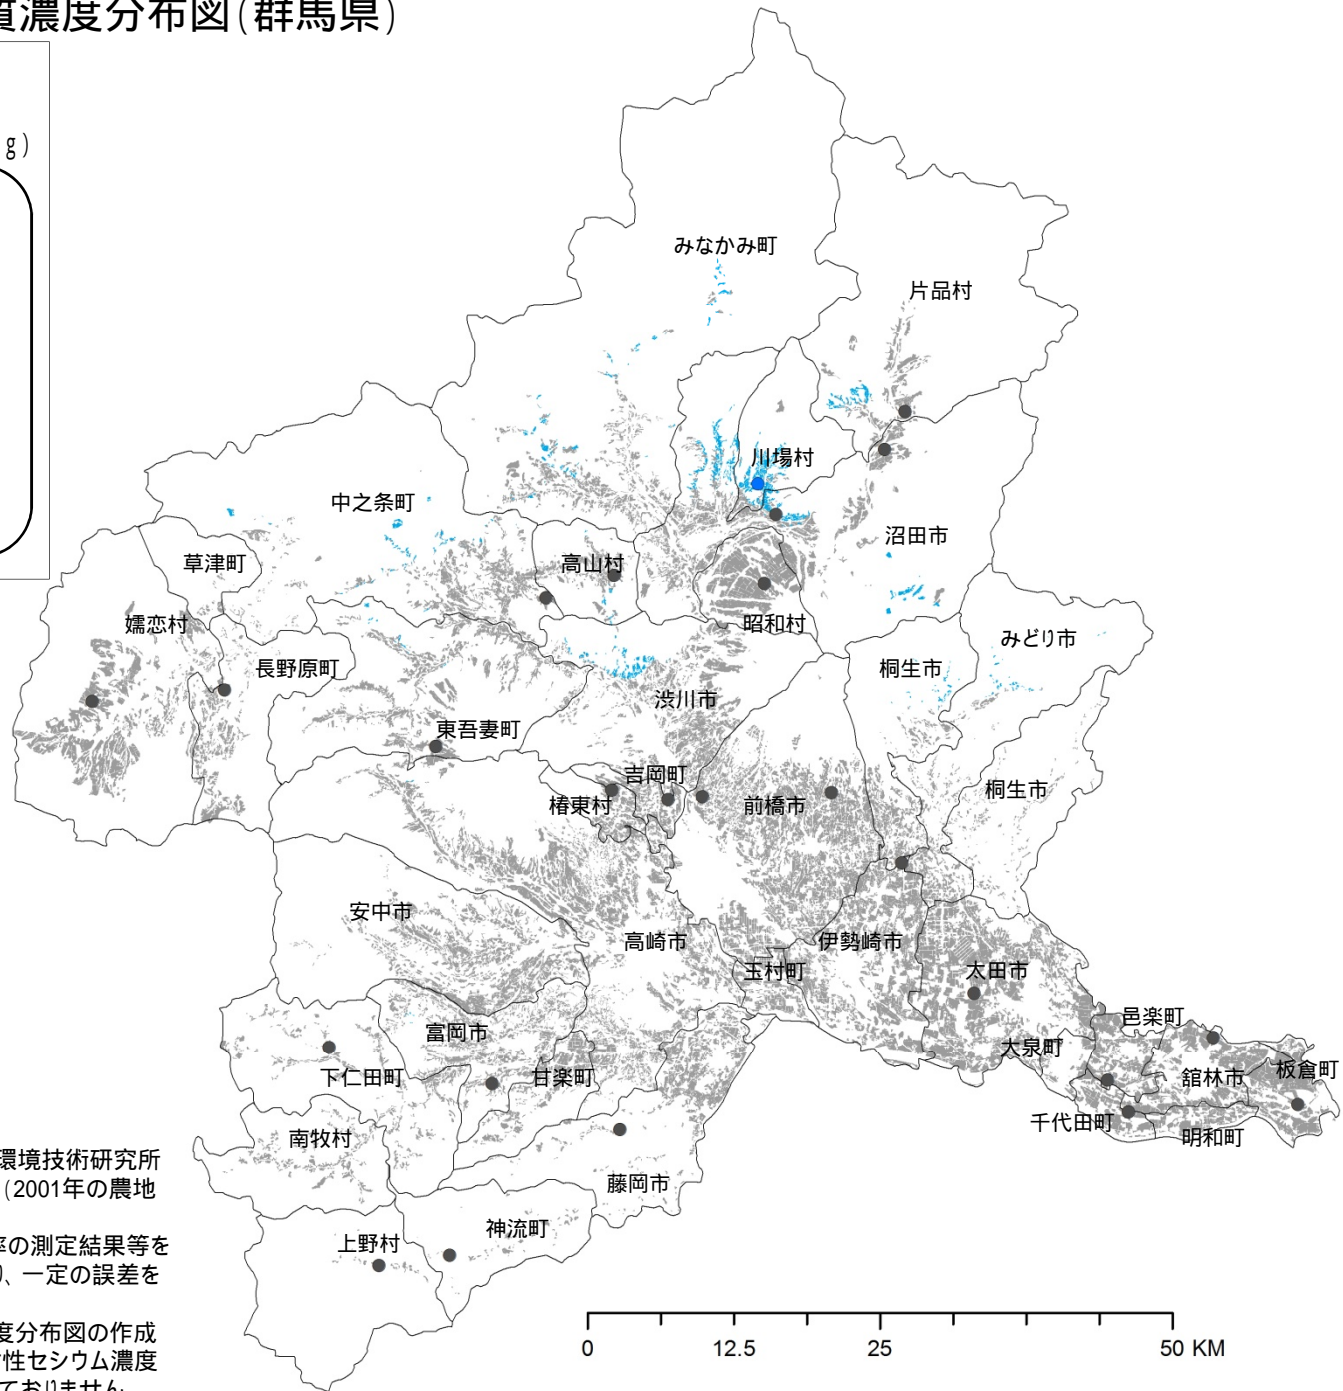 質濃度分布図(群馬県)
g)
みなかみ町
片品村
川場村
中之条町
沼田市
草津町
高山村
嬬恋村
昭和村
みどり市
長野原町
桐生市
渋川市
東吾妻町
吉岡町
桐生市
椿東村
前橋市
安中市
高崎市
伊勢崎市
玉村町
太田市
邑楽町
富岡市
大泉町
板倉町
下仁田町
甘楽町
舘林市
千代田町
南牧村
明和町
環境技術研究所
(2001年の農地
藤岡市
神流町
上野村
率の測定結果等を
り、一定の誤差を
度分布図の作成
性セシウム濃度
ておりません
0 12.5 25 50 KM